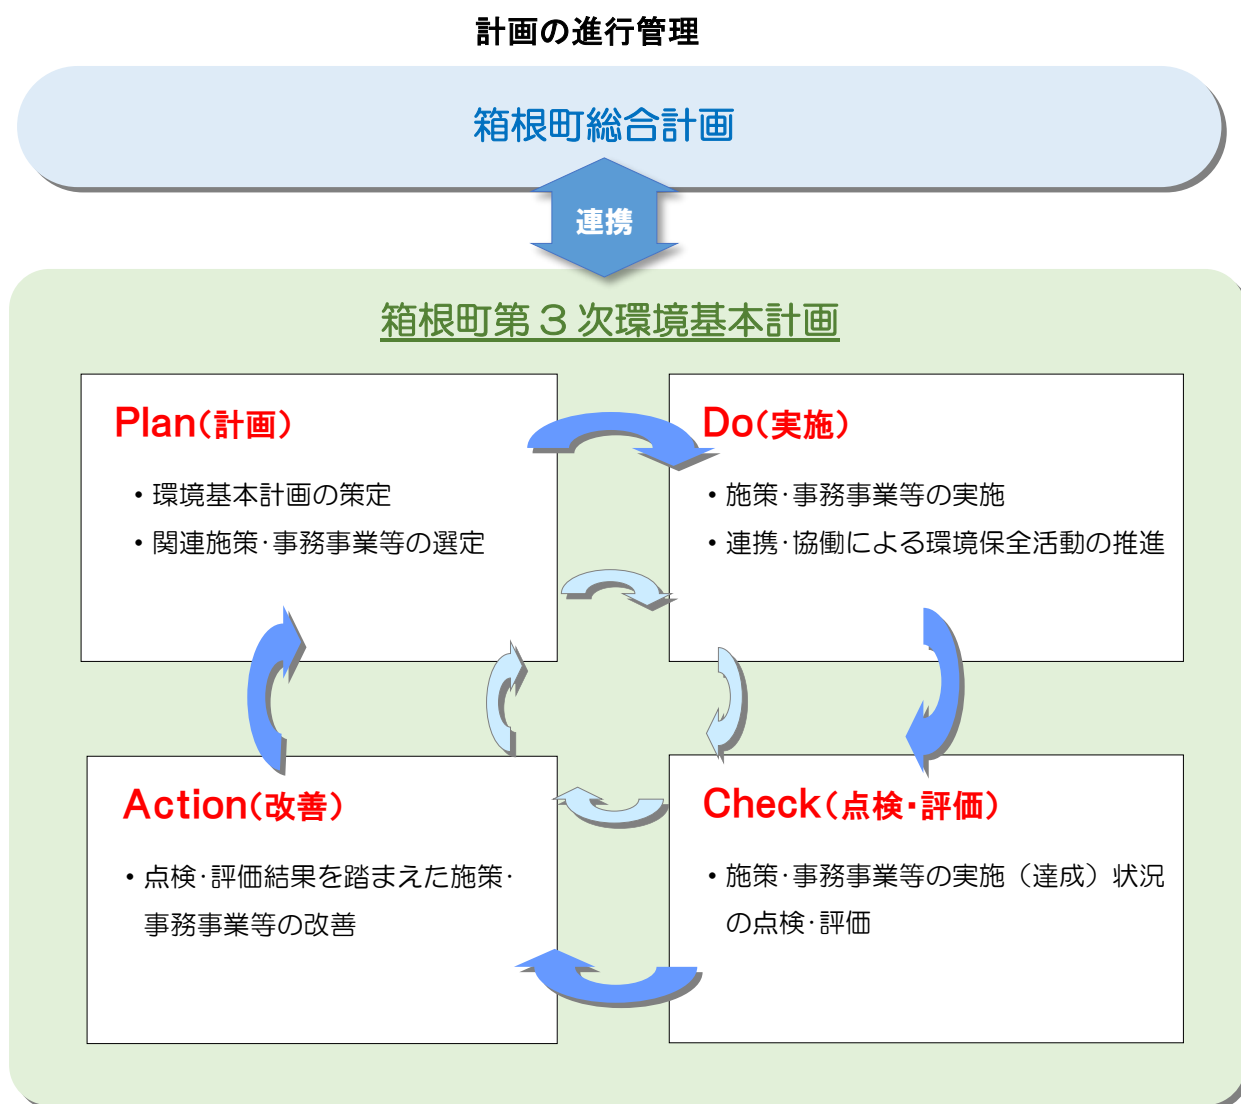 計画の進行管理
箱根町総合計画
連携
箱根町第３次環境基本計画
Plan(計画)
・環境基本計画の策定
・関連施策･事務事業等の選定
Do(実施)
・施策･事務事業等の実施
・連携･協働による環境保全活動の推進
Action(改善)
・点検･評価結果を踏まえた施策･
事務事業等の改善
Check(点検・評価)
・施策･事務事業等の実施（達成）状況
の点検･評価